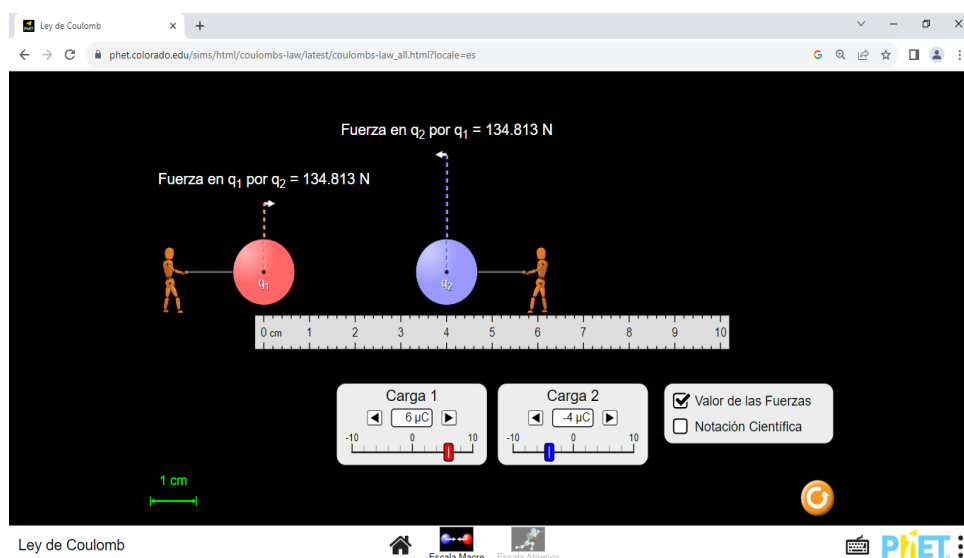 Ley de Coulomb
phet.colorado.edu/sims/html/coulombs-law/latest/coulombs-law_all.html?locale=es
Fuerza en q2 por q1 = 134.813 N
Fuerza en q1 por q2 = 134.813 N
q1
q2
0 cm 1 2 3 4 5 6 7 8 9 10
Carga 1
6 μC
-10 0 10
Carga 2
-4 μC
-10 0 10
Valor de las Fuerzas
Notación Científica
1 cm
Ley de Coulomb
Escala Macro
Escala Atómica
PhET